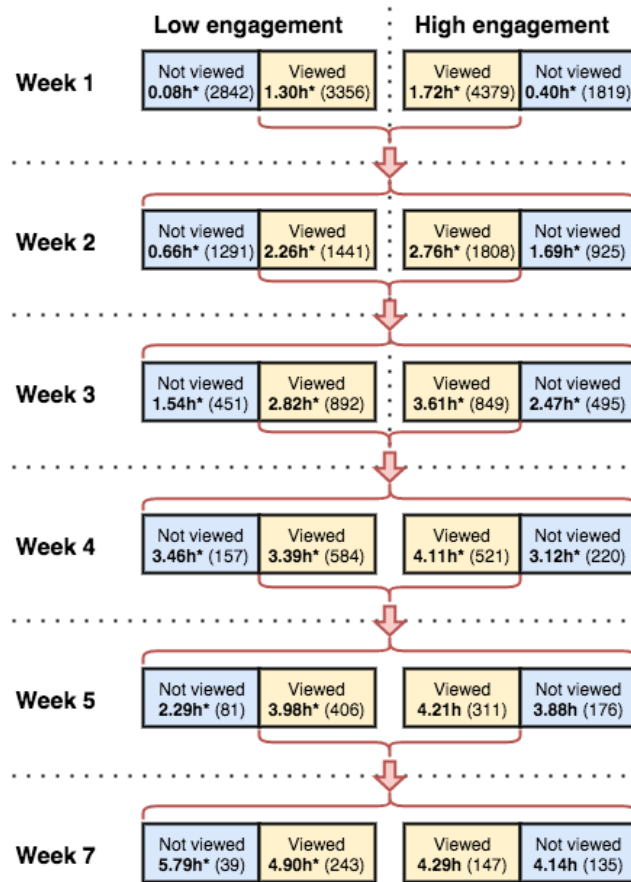 Low engagement High engagement
Week 1
Not viewed Viewed Viewed Not viewed
0.08h* (2842) 1.30h* (3356) 1.72h* (4379) 0.40h* (1819)
Week 2
Not viewed Viewed Viewed Not viewed
0.66h* (1291) 2.26h* (1441) 2.76h* (1808) 1.69h* (925)
Week 3
Not viewed Viewed Viewed Not viewed
1.54h* (451) 2.82h* (892) 3.61h* (849) 2.47h* (495)
Week 4
Not viewed Viewed Viewed Not viewed
3.46h* (157) 3.39h* (584) 4.11h* (521) 3.12h* (220)
Week 5
Not viewed Viewed Viewed Not viewed
2.29h* (81) 3.98h* (406) 4.21h (311) 3.88h (176)
Week 7
Not viewed Viewed Viewed Not viewed
5.79h* (39) 4.90h* (243) 4.29h (147) 4.14h (135)